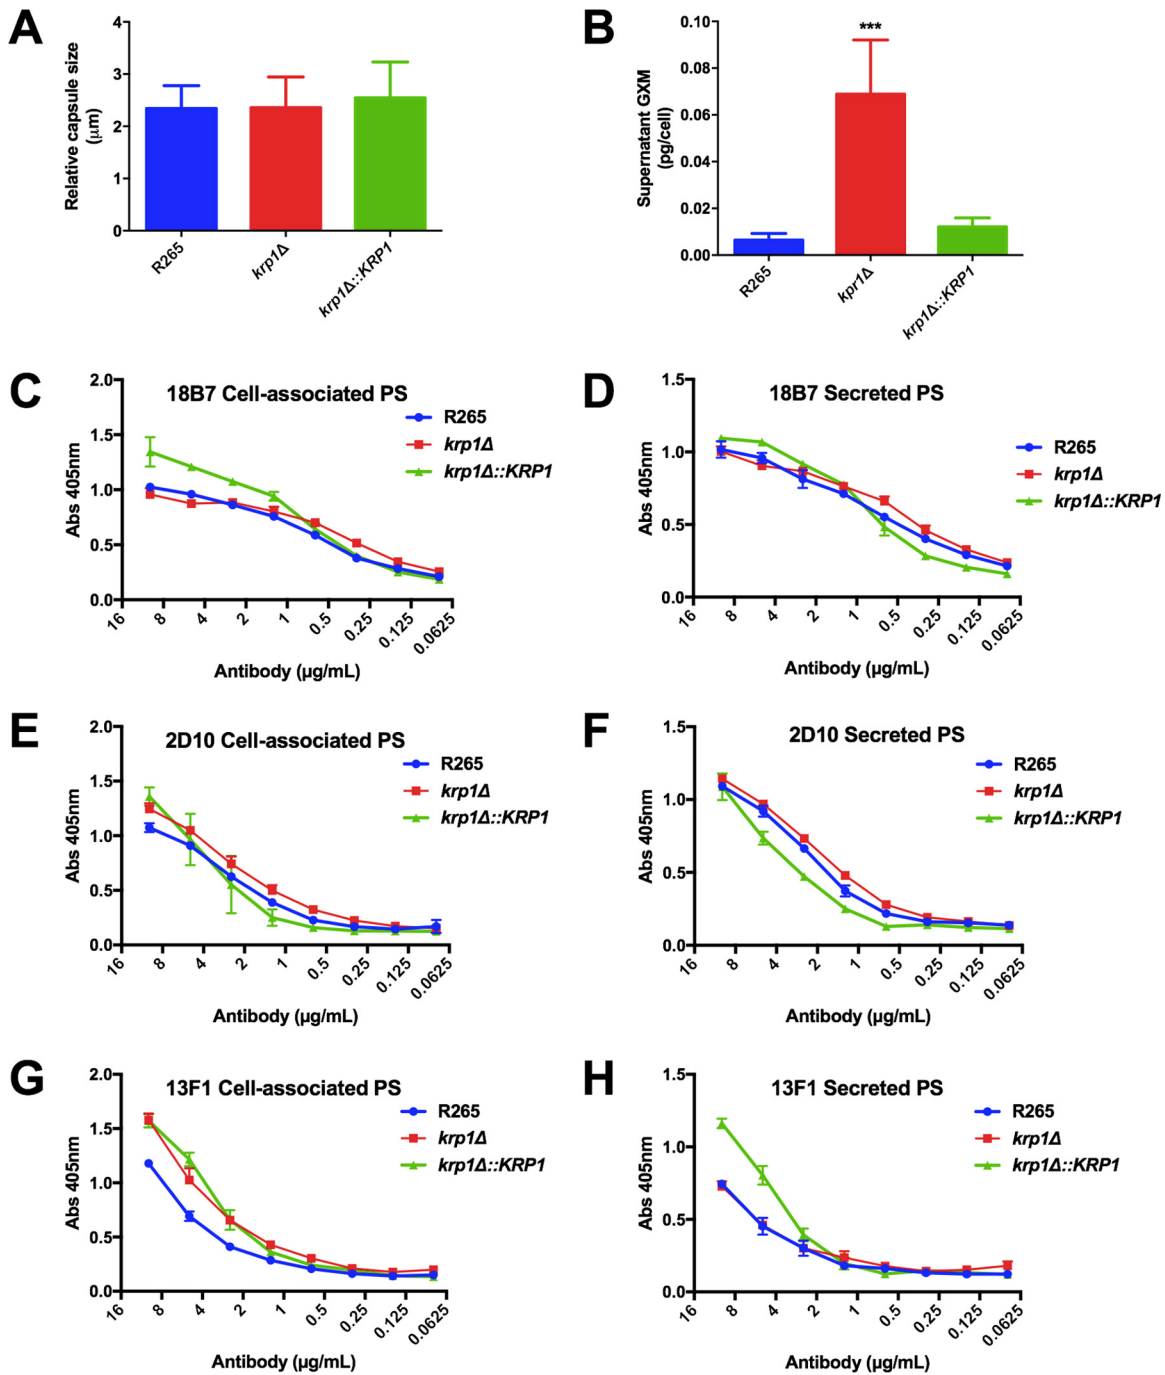 A
Relative capsule size
(μm)
4
3
2
1
0
R265
krp1Δ
krp1Δ::KRP1
B
Supernatant GXM
(pg/cell)
0.10
0.08
0.06
0.04
0.02
0.00
***
R265
kpr1Δ
krp1Δ::KRP1
C
18B7 Cell-associated PS
Abs 405nm
2.0
1.5
1.0
0.5
0.0
R265
krp1Δ
krp1Δ::KRP1
16 8 4 2 1 0.5 0.25 0.125 0.0625
Antibody (µg/mL)
D
18B7 Secreted PS
Abs 405nm
1.5
1.0
0.5
0.0
R265
krp1Δ
krp1Δ::KRP1
16 8 4 2 1 0.5 0.25 0.125 0.0625
Antibody (µg/mL)
E
2D10 Cell-associated PS
Abs 405nm
2.0
1.5
1.0
0.5
0.0
R265
krp1Δ
krp1Δ::KRP1
16 8 4 2 1 0.5 0.25 0.125 0.0625
Antibody (µg/mL)
F
2D10 Secreted PS
Abs 405nm
1.5
1.0
0.5
0.0
R265
krp1Δ
krp1Δ::KRP1
16 8 4 2 1 0.5 0.25 0.125 0.0625
Antibody (µg/mL)
G
13F1 Cell-associated PS
Abs 405nm
2.0
1.5
1.0
0.5
0.0
R265
krp1Δ
krp1Δ::KRP1
16 8 4 2 1 0.5 0.25 0.125 0.0625
Antibody (µg/mL)
H
13F1 Secreted PS
Abs 405nm
1.5
1.0
0.5
0.0
R265
krp1Δ
krp1Δ::KRP1
16 8 4 2 1 0.5 0.25 0.125 0.0625
Antibody (µg/mL)